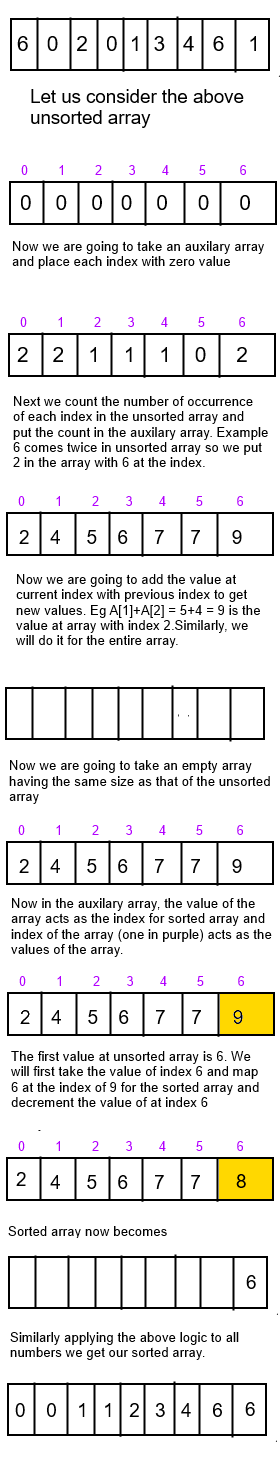 6 0 2 0 1 3 4 6 1
Let us consider the above
unsorted array
0 1 2 3 4 5 6
0 0 0 0 0 0 0
Now we are going to take an auxilary array
and place each index with zero value
0 1 2 3 4 5 6
2 2 1 1 1 0 2
Next we count the number of occurrence
of each index in the unsorted array and
put the count in the auxilary array. Example
6 comes twice in unsorted array so we put
2 in the array with 6 at the index.
0 1 2 3 4 5 6
2 4 5 6 7 7 9
Now we are going to add the value at
current index with previous index to get
new values. Eg A[1]+A[2] = 5+4 = 9 is the
value at array with index 2.Similarly, we
will do it for the entire array.
Now we are going to take an empty array
having the same size as that of the unsorted
array
0 1 2 3 4 5 6
2 4 5 6 7 7 9
Now in the auxilary array, the value of the
array acts as the index for sorted array and
index of the array (one in purple) acts as the
values of the array.
0 1 2 3 4 5 6
2 4 5 6 7 7 9
The first value at unsorted array is 6. We
will first take the value of index 6 and map
6 at the index of 9 for the sorted array and
decrement the value of at index 6
0 1 2 3 4 5 6
2 4 5 6 7 7 8
Sorted array now becomes
6
Similarly applying the above logic to all
numbers we get our sorted array.
0 0 1 1 2 3 4 6 6